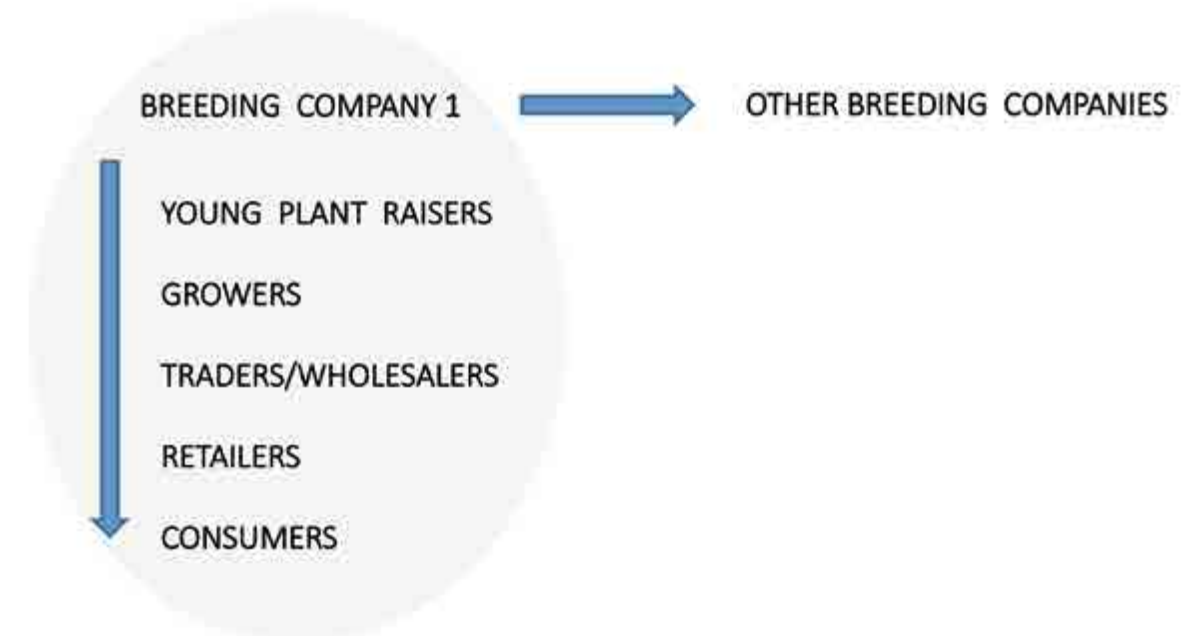 BREEDING COMPANY 1
OTHER BREEDING COMPANIES
YOUNG PLANT RAISERS
GROWERS
TRADERS/WHOLESALERS
RETAILERS
CONSUMERS